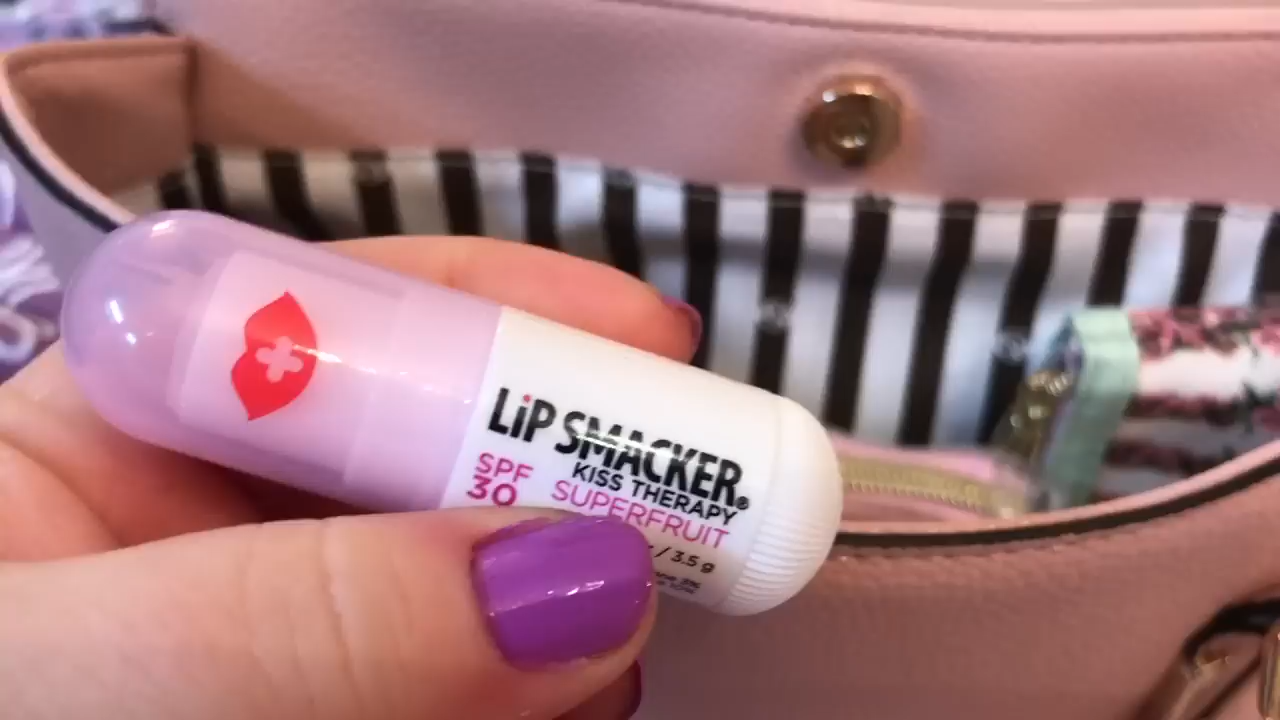 LiP SMACKER®
KISS THERAPY
SPF
30
SUPERFRUIT
/ 3.5 g